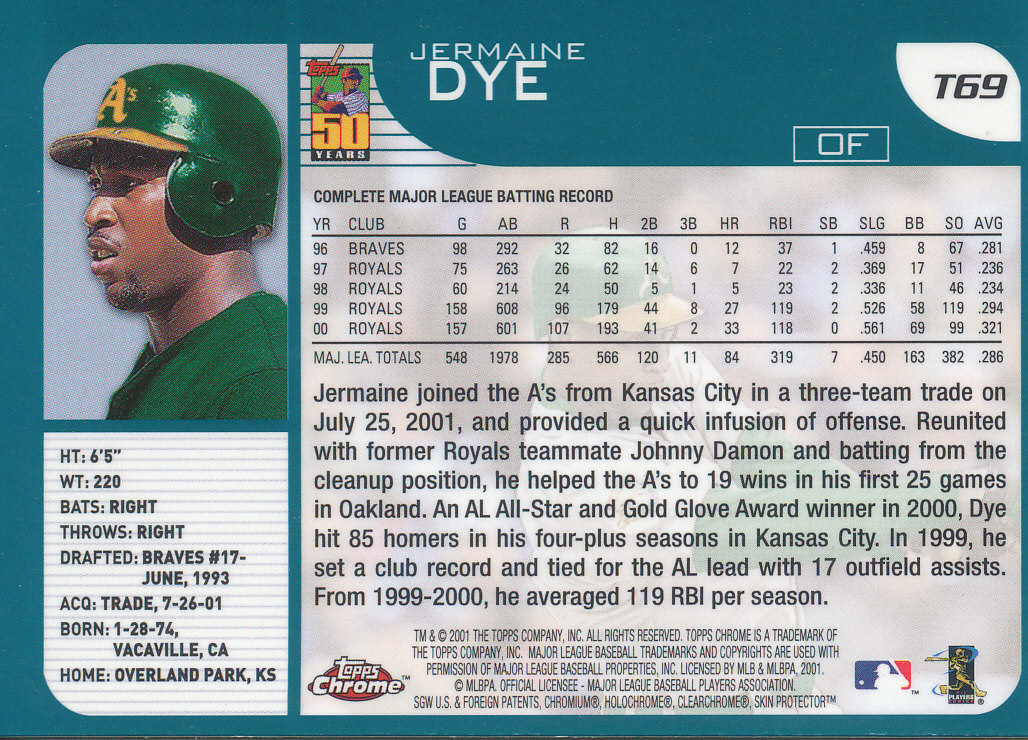 JERMAINE
DYE
T69
OF
A's
Topps
50
YEARS
COMPLETE MAJOR LEAGUE BATTING RECORD
YR CLUB G AB R H 2B 3B HR RBI SB SLG BB SO AVG
96 BRAVES 98 292 32 82 16 0 12 37 1 .459 8 67 .281
97 ROYALS 75 263 26 62 14 6 7 22 2 .369 17 51 .236
98 ROYALS 60 214 24 50 5 1 5 23 2 .336 11 46 .234
99 ROYALS 158 608 96 179 44 8 27 119 2 .526 58 119 .294
00 ROYALS 157 601 107 193 41 2 33 118 0 .561 69 99 .321
MAJ. LEA. TOTALS 548 1978 285 566 120 11 84 319 7 .450 163 382 .286
Jermaine joined the A's from Kansas City in a three-team trade on
July 25, 2001, and provided a quick infusion of offense. Reunited
with former Royals teammate Johnny Damon and batting from the
cleanup position, he helped the A's to 19 wins in his first 25 games
in Oakland. An AL All-Star and Gold Glove Award winner in 2000, Dye
hit 85 homers in his four-plus seasons in Kansas City. In 1999, he
set a club record and tied for the AL lead with 17 outfield assists.
From 1999-2000, he averaged 119 RBI per season.
HT: 6'5"
WT: 220
BATS: RIGHT
THROWS: RIGHT
DRAFTED: BRAVES #17-
JUNE, 1993
ACQ: TRADE, 7-26-01
BORN: 1-28-74,
VACAVILLE, CA
HOME: OVERLAND PARK, KS
Topps
Chrome™
TM & © 2001 THE TOPPS COMPANY, INC. ALL RIGHTS RESERVED. TOPPS CHROME IS A TRADEMARK OF
THE TOPPS COMPANY, INC. MAJOR LEAGUE BASEBALL TRADEMARKS AND COPYRIGHTS ARE USED WITH
PERMISSION OF MAJOR LEAGUE BASEBALL PROPERTIES, INC. LICENSED BY MLB & MLBPA, 2001.
© MLBPA. OFFICIAL LICENSEE - MAJOR LEAGUE BASEBALL PLAYERS ASSOCIATION.
SGW U.S. & FOREIGN PATENTS, CHROMIUM®, HOLOCHROME®, CLEARCHROME®, SKIN PROTECTOR™
™
PLAYERS
CHOICE ®